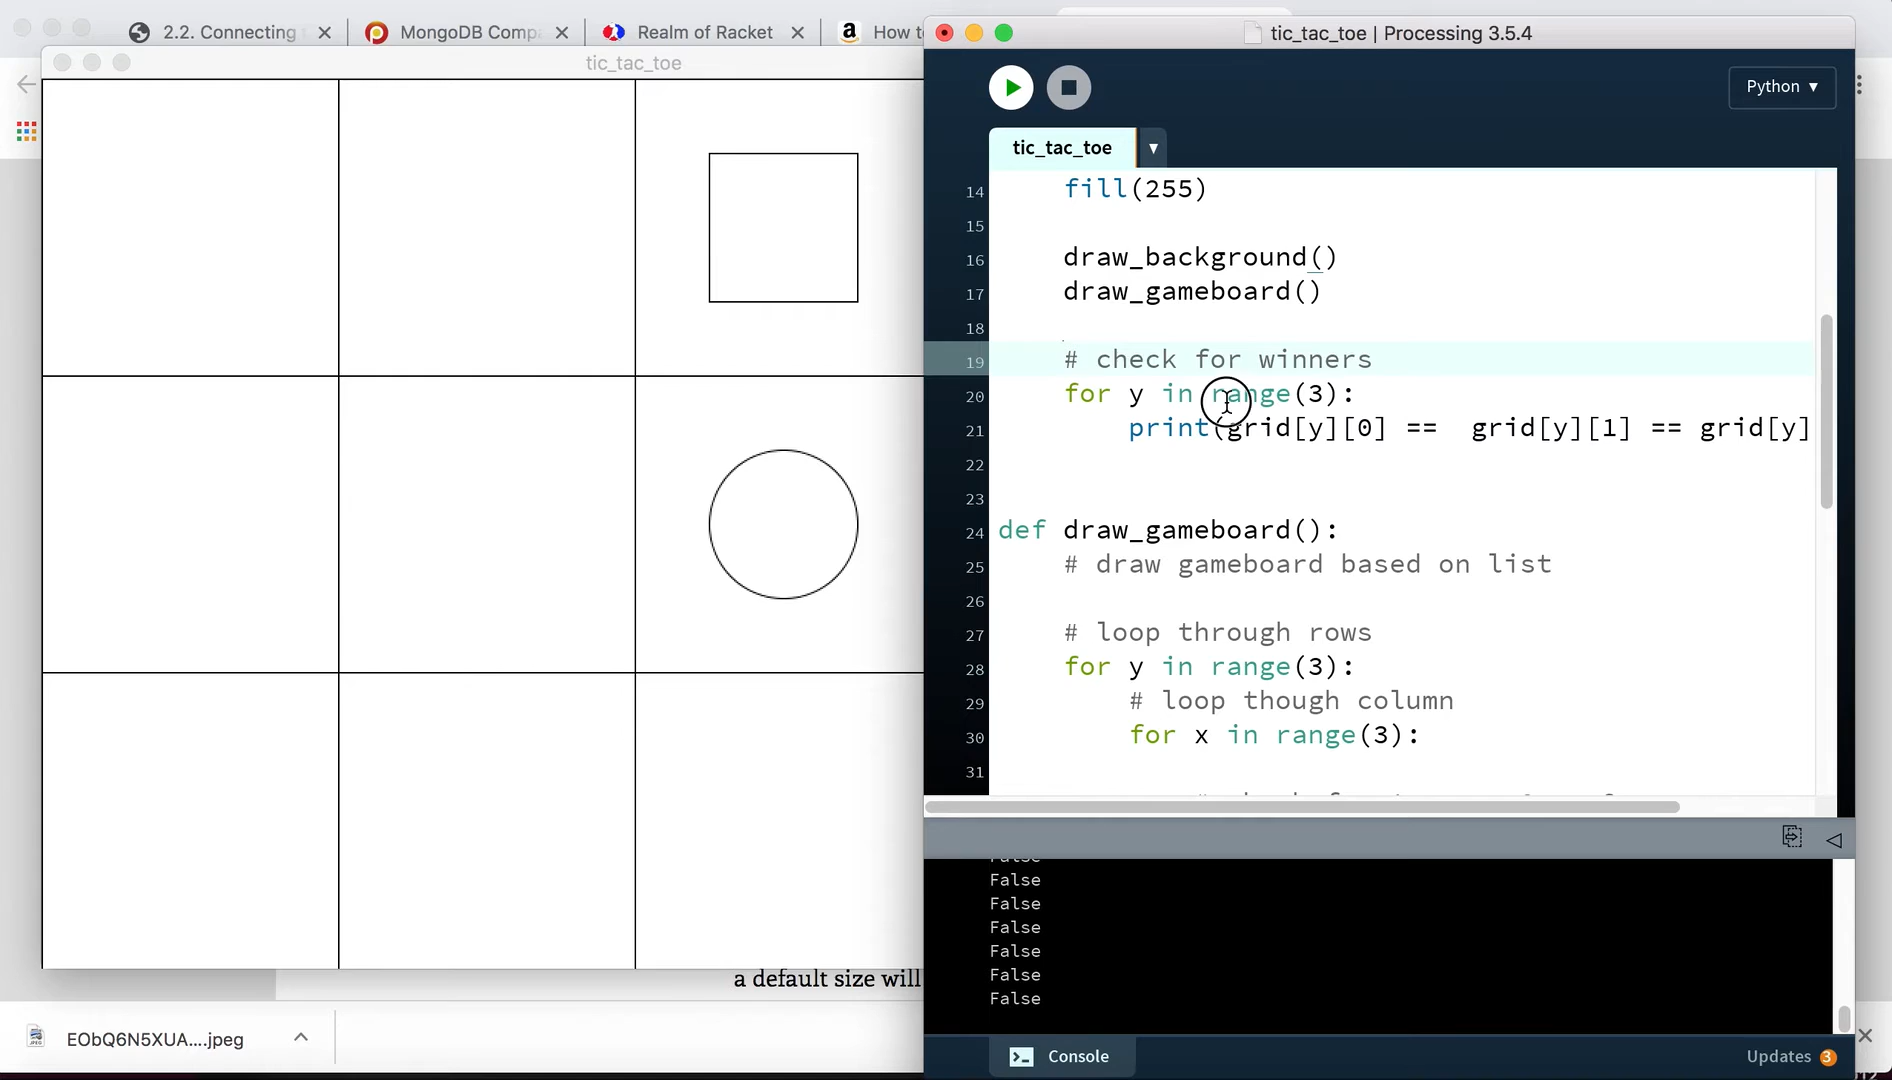 2.2. Connecting
MongoDB Comp
Realm of Racket
How t
tic_tac_toe
tic_tac_toe | Processing 3.5.4
Python ▼
tic_tac_toe ▼
14 fill(255)
15
16 draw_background()
17 draw_gameboard()
18
19 # check for winners
20 for y in range(3):
21 print(grid[y][0] ==  grid[y][1] == grid[y]
22
23
24 def draw_gameboard():
25 # draw gameboard based on list
26
27 # loop through rows
28 for y in range(3):
29 # loop though column
30 for x in range(3):
31
False
False
False
False
False
False
a default size will
EObQ6N5XUA....jpeg
Console
Updates 3